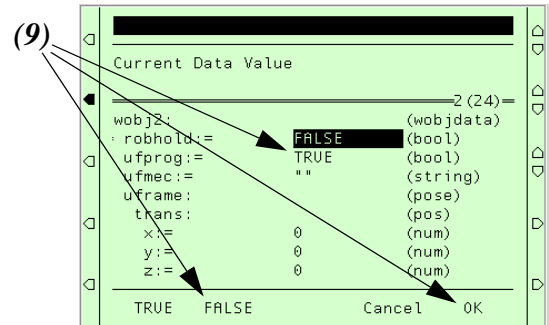 (9)
Current Data Value
2(24)
wobj2: (wobjdata)
robhold:= FALSE (bool)
ufprog:= TRUE (bool)
ufmec:= "" (string)
uframe: (pose)
trans: (pos)
x:= 0 (num)
y:= 0 (num)
z:= 0 (num)
TRUE FALSE Cancel OK